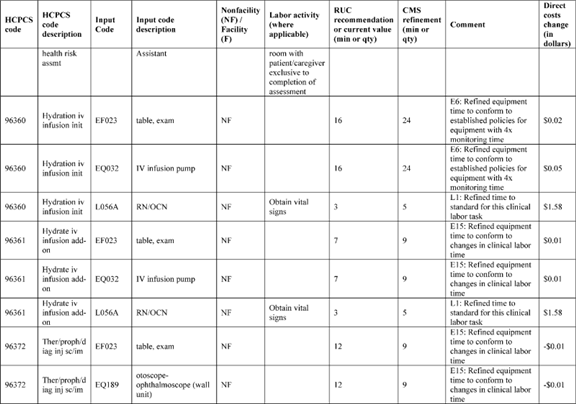 HCPCS code
HCPCS code description
Input Code
Input code description
Nonfacility (NF) / Facility (F)
Labor activity (where applicable)
RUC recommendation or current value (min or qty)
CMS refinement (min or qty)
Comment
Direct costs change (in dollars)
health risk assmt
Assistant
room with patient/caregiver exclusive to completion of assessment
96360
Hydration iv infusion init
EF023
table, exam
NF
16
24
E6: Refined equipment time to conform to established policies for equipment with 4x monitoring time
$0.02
96360
Hydration iv infusion init
EQ032
IV infusion pump
NF
16
24
E6: Refined equipment time to conform to established policies for equipment with 4x monitoring time
$0.05
96360
Hydration iv infusion init
L056A
RN/OCN
NF
Obtain vital signs
3
5
L1: Refined time to standard for this clinical labor task
$1.58
96361
Hydrate iv infusion add-on
EF023
table, exam
NF
7
9
E15: Refined equipment time to conform to changes in clinical labor time
$0.01
96361
Hydrate iv infusion add-on
EQ032
IV infusion pump
NF
7
9
E15: Refined equipment time to conform to changes in clinical labor time
$0.01
96361
Hydrate iv infusion add-on
L056A
RN/OCN
NF
Obtain vital signs
3
5
L1: Refined time to standard for this clinical labor task
$1.58
96372
Ther/proph/diag inj sc/im
EF023
table, exam
NF
12
9
E15: Refined equipment time to conform to changes in clinical labor time
-$0.01
96372
Ther/proph/diag inj sc/im
EQ189
otoscope-ophthalmoscope (wall unit)
NF
12
9
E15: Refined equipment time to conform to changes in clinical labor time
-$0.01